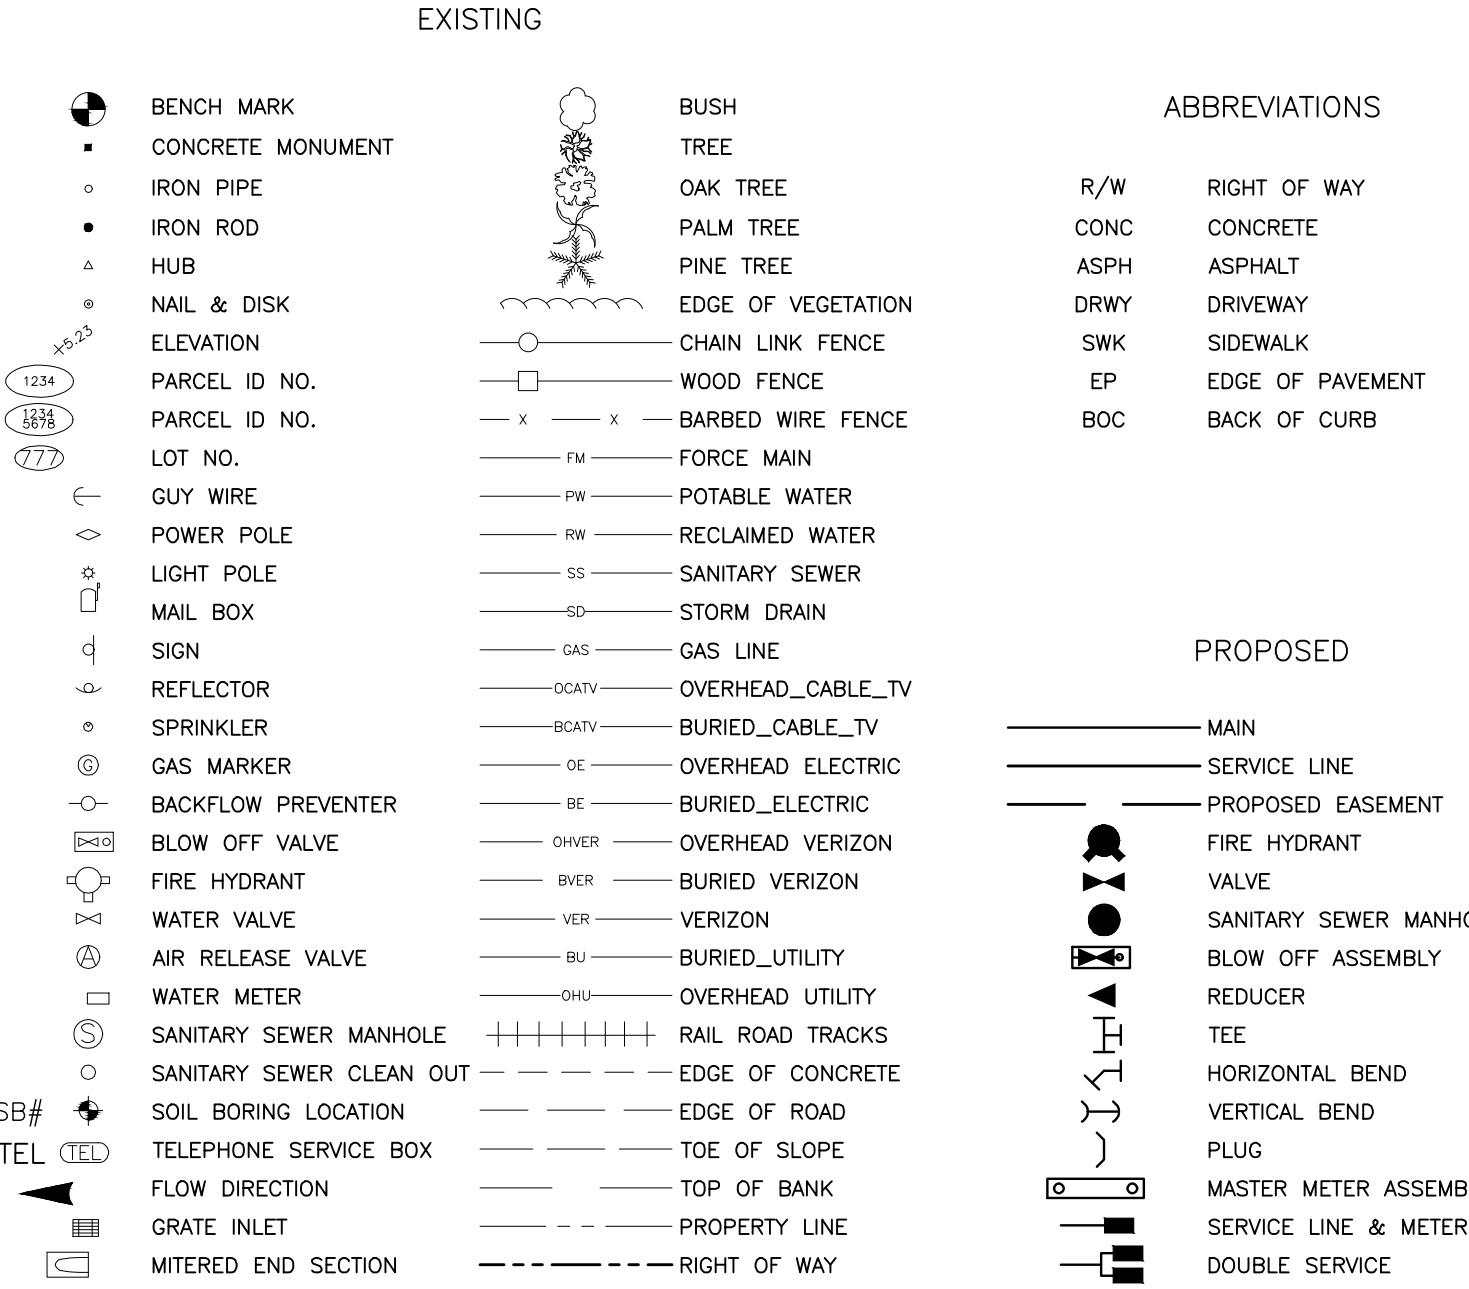 EXISTING
BENCH MARK
CONCRETE MONUMENT
IRON PIPE
IRON ROD
HUB
NAIL & DISK
+5.23 ELEVATION
1234 PARCEL ID NO.
1234
5678 PARCEL ID NO.
777 LOT NO.
GUY WIRE
POWER POLE
LIGHT POLE
MAIL BOX
SIGN
REFLECTOR
SPRINKLER
G GAS MARKER
BACKFLOW PREVENTER
BLOW OFF VALVE
FIRE HYDRANT
WATER VALVE
A AIR RELEASE VALVE
WATER METER
S SANITARY SEWER MANHOLE
SANITARY SEWER CLEAN OUT
SB# SOIL BORING LOCATION
TEL TEL TELEPHONE SERVICE BOX
FLOW DIRECTION
GRATE INLET
MITERED END SECTION
BUSH
TREE
OAK TREE
PALM TREE
PINE TREE
EDGE OF VEGETATION
CHAIN LINK FENCE
WOOD FENCE
X X BARBED WIRE FENCE
FM FORCE MAIN
PW POTABLE WATER
RW RECLAIMED WATER
SS SANITARY SEWER
SD STORM DRAIN
GAS GAS LINE
OCATV OVERHEAD_CABLE_TV
BCATV BURIED_CABLE_TV
OE OVERHEAD ELECTRIC
BE BURIED_ELECTRIC
OHVER OVERHEAD VERIZON
BVER BURIED VERIZON
VER VERIZON
BU BURIED_UTILITY
OHU OVERHEAD UTILITY
RAIL ROAD TRACKS
EDGE OF CONCRETE
EDGE OF ROAD
TOE OF SLOPE
TOP OF BANK
PROPERTY LINE
RIGHT OF WAY
ABBREVIATIONS
R/W RIGHT OF WAY
CONC CONCRETE
ASPH ASPHALT
DRWY DRIVEWAY
SWK SIDEWALK
EP EDGE OF PAVEMENT
BOC BACK OF CURB
PROPOSED
MAIN
SERVICE LINE
PROPOSED EASEMENT
FIRE HYDRANT
VALVE
SANITARY SEWER MANHO
BLOW OFF ASSEMBLY
REDUCER
TEE
HORIZONTAL BEND
VERTICAL BEND
PLUG
MASTER METER ASSEMB
SERVICE LINE & METER
DOUBLE SERVICE